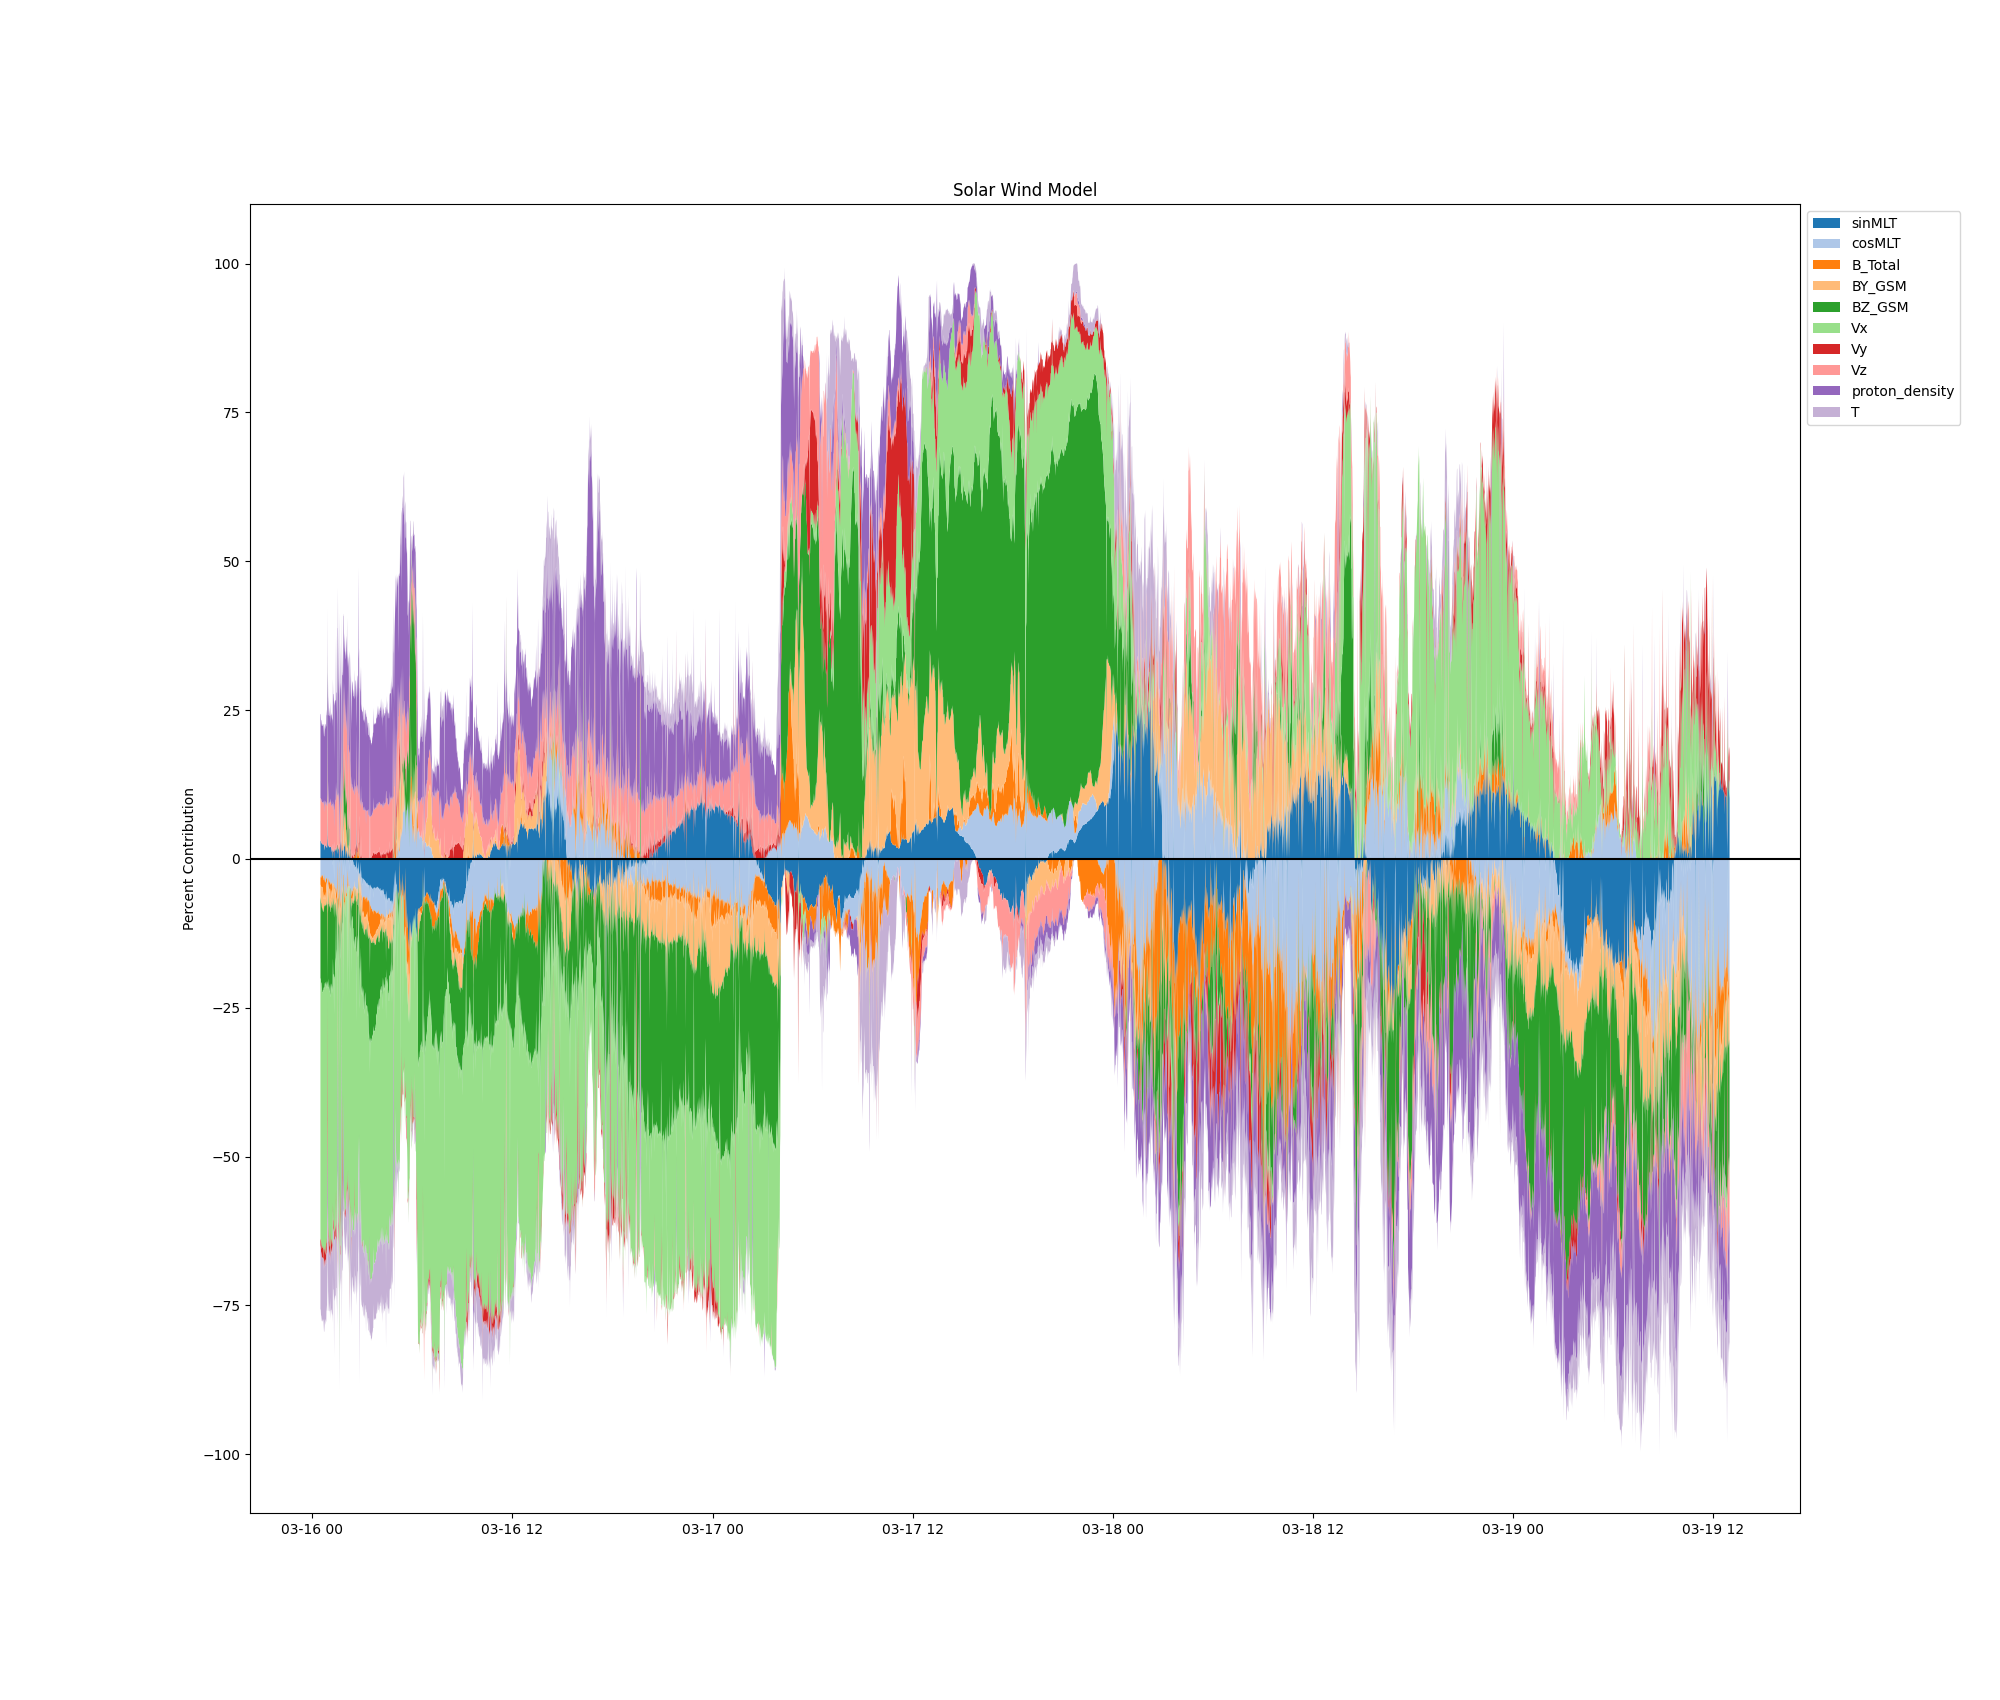 Solar Wind Model
sinMLT
cosMLT
B_Total
BY_GSM
BZ_GSM
Vx
Vy
Vz
proton_density
T
Percent Contribution
100
75
50
25
0
−25
−50
−75
−100
03-16 00
03-16 12
03-17 00
03-17 12
03-18 00
03-18 12
03-19 00
03-19 12